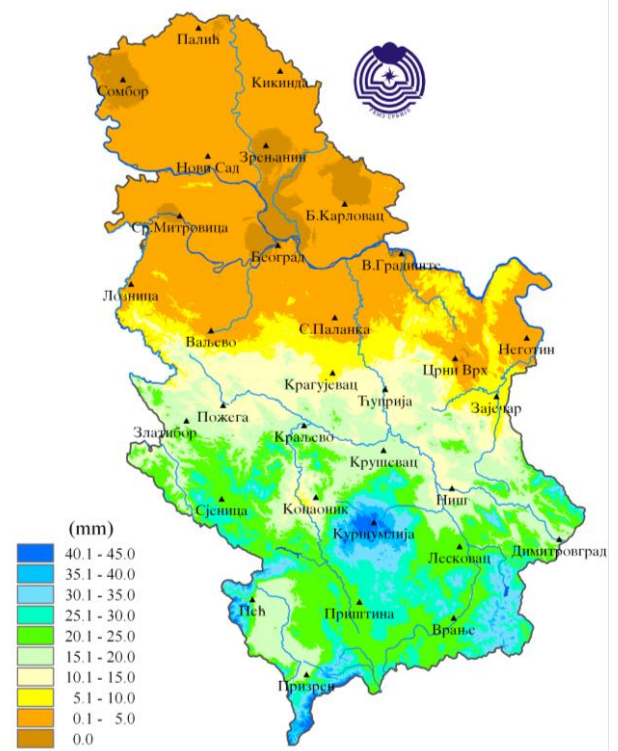 Палић
Кикинда
Сомбор
Зрењанин
Нови Сад
РХМЗ СРБИЈЕ
Б.Карловац
Ср.Митровица
Београд
В.Градиште
Лозница
С.Паланка
Ваљево
Неготин
Црни Врх
Крагујевац
Ћуприја
Зајечар
Пожега
Златибор
Краљево
Крушевац
Ниш
Сјеница
Копаоник
Куршумлија
Лесковац
Димитровград
Пећ
Приштина
Врање
Призрен
(mm)
40.1 - 45.0
35.1 - 40.0
30.1 - 35.0
25.1 - 30.0
20.1 - 25.0
15.1 - 20.0
10.1 - 15.0
5.1 - 10.0
0.1 - 5.0
0.0